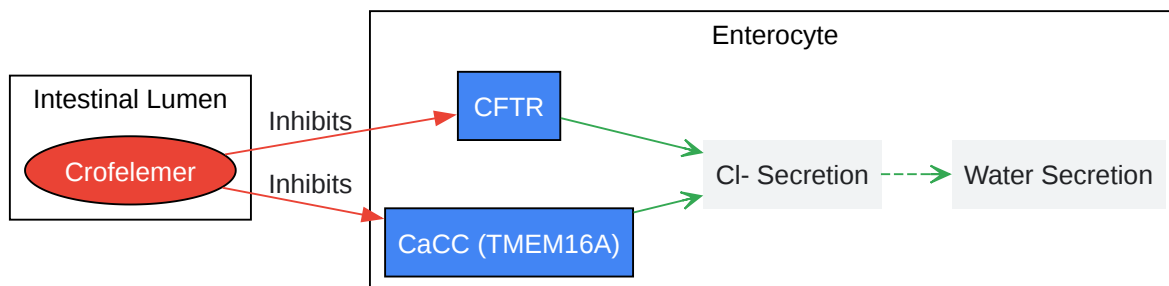 Enterocyte
Intestinal Lumen
Crofelemer
Inhibits
Inhibits
CFTR
CaCC (TMEM16A)
Cl- Secretion
Water Secretion